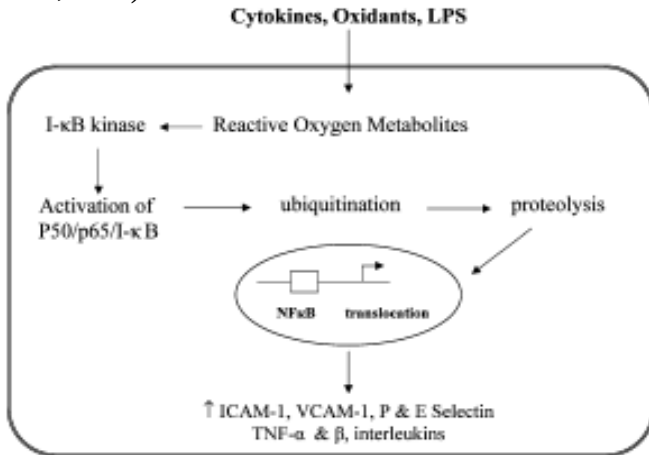 Cytokines, Oxidants, LPS
I-κB kinase
Reactive Oxygen Metabolites
Activation of
P50/p65/I-κ B
ubiquitination
proteolysis
NFκB translocation
↑ ICAM-1, VCAM-1, P & E Selectin
TNF-α & β, interleukins